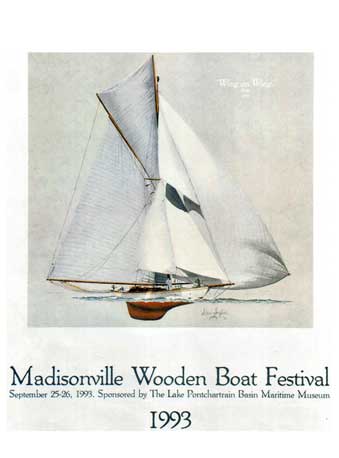 "Wing on Wing"
Madisonville Wooden Boat Festival
September 25-26, 1993. Sponsored by The Lake Pontchartrain Basin Maritime Museum
1993